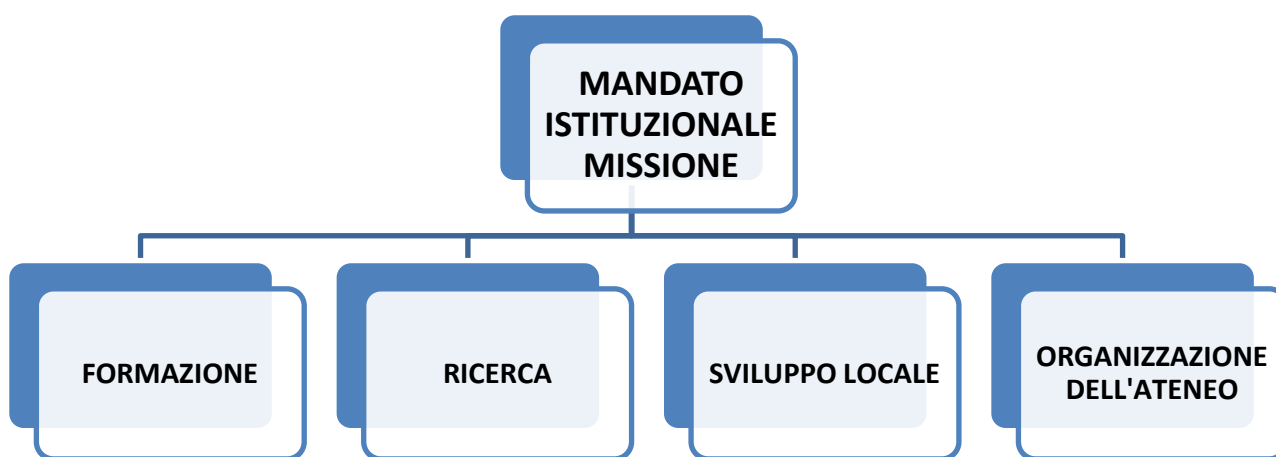 MANDATO
ISTITUZIONALE
MISSIONE
FORMAZIONE
RICERCA
SVILUPPO LOCALE
ORGANIZZAZIONE
DELL'ATENEO